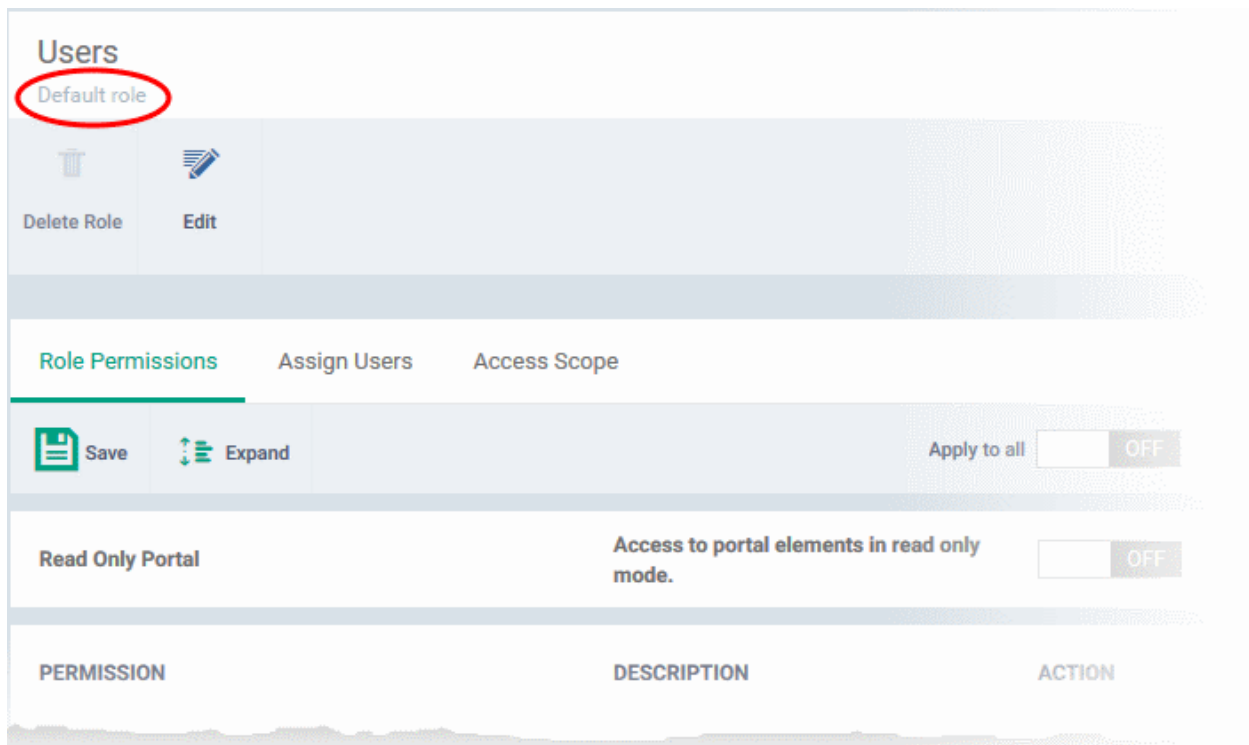 Users
Default role
Delete Role Edit
Role Permissions Assign Users Access Scope
Save Expand Apply to all OFF
Read Only Portal Access to portal elements in read only mode. OFF
PERMISSION DESCRIPTION ACTION